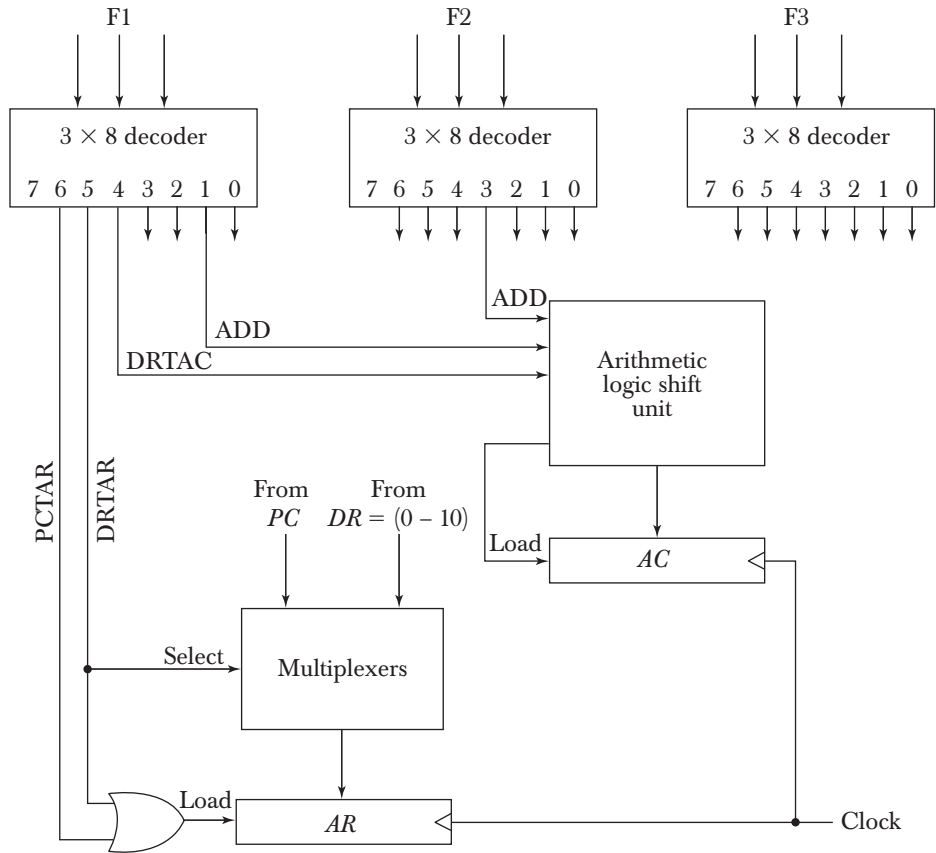 F1 F2 F3
3 × 8 decoder 3 × 8 decoder 3 × 8 decoder
7 6 5 4 3 2 1 0 7 6 5 4 3 2 1 0 7 6 5 4 3 2 1 0
ADD
ADD
DRTAC
Arithmetic
logic shift
unit
PCTAR
DRTAR
From
PC
From
DR = (0 – 10)
Load
AC
Select
Multiplexers
Load
AR
Clock